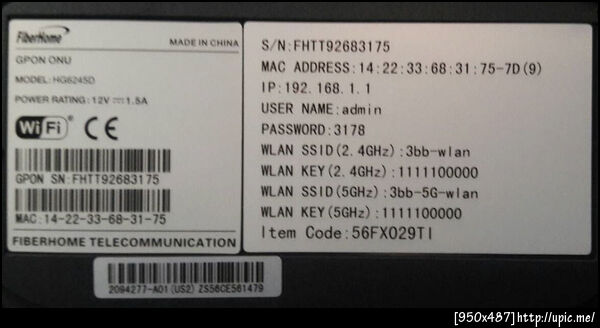 FiberHome
MADE IN CHINA
GPON ONU
MODEL: HG6245D
POWER RATING: 12V⎓1.5A
WiFi CE
GPON SN:FHTT92683175
MAC:14-22-33-68-31-75
FIBERHOME TELECOMMUNICATION
S/N:FHTT92683175
MAC ADDRESS:14-22-33-68-31-75-7D(9)
IP:192.168.1.1
USER NAME:admin
PASSWORD:3178
WLAN SSID(2.4GHz):3bb-wlan
WLAN KEY(2.4GHz):1111100000
WLAN SSID(5GHz):3bb-5G-wlan
WLAN KEY(5GHz):1111100000
Item Code:56FX029TI
2094277-A01(US2) ZS56CE561479
[950x487]http://upic.me/